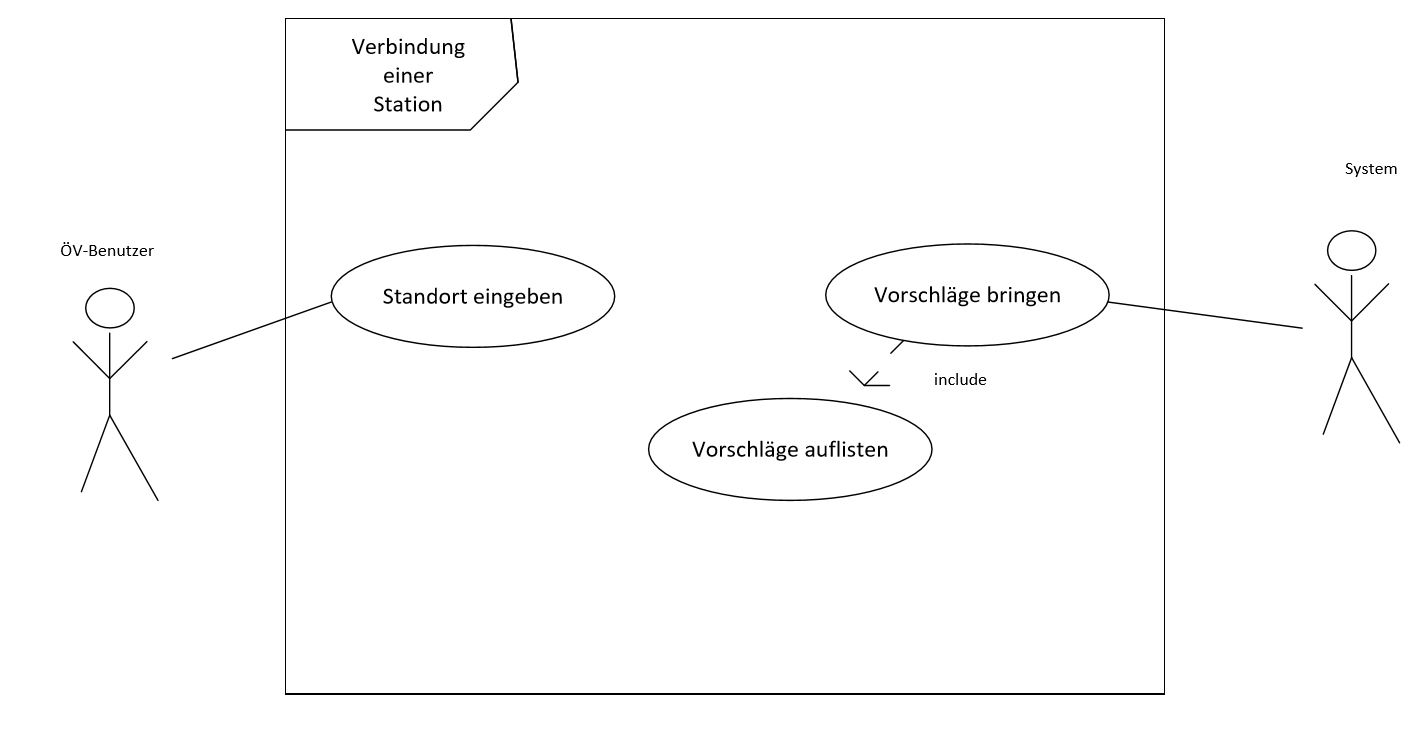 Verbindung
einer
Station
System
ÖV-Benutzer
Standort eingeben
Vorschläge bringen
include
Vorschläge auflisten